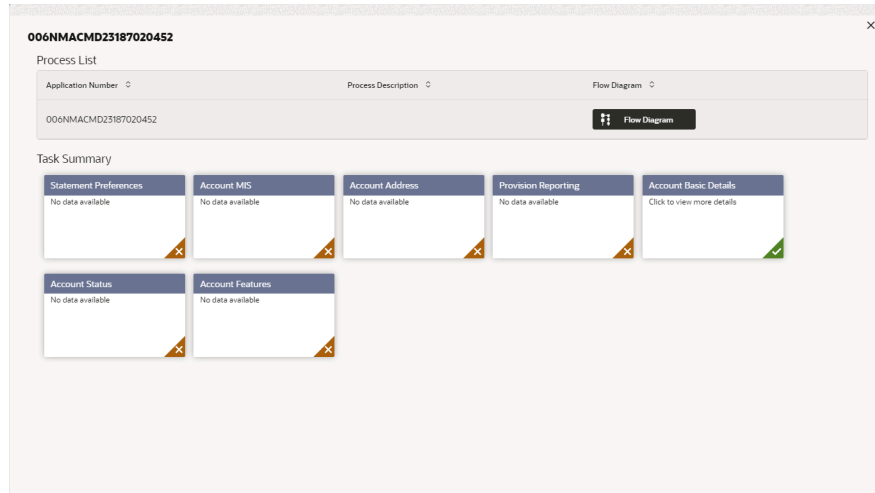 006NMACMD23187020452
Process List
Application Number Process Description Flow Diagram
006NMACMD23187020452 Flow Diagram
Task Summary
Statement Preferences Account MIS Account Address Provision Reporting Account Basic Details
No data available No data available No data available No data available Click to view more details
Account Status Account Features
No data available No data available